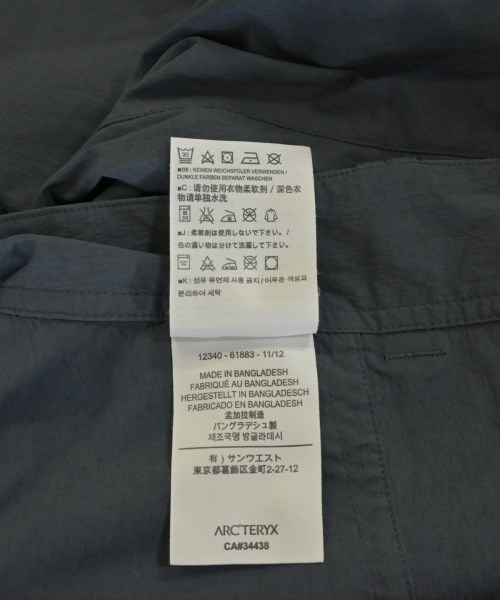 30
■DE : KEINEN WEICHSPÜLER VERWENDEN /
DUNKLE FARBEN SEPARAT WASCHEN
■C : 请勿使用衣物柔软剂 / 深色衣
物请单独水洗
■J : 柔軟剤は使用しないで下さい。/
色の濃い物は分けて洗濯して下さい。
■K : 섬유 유연제 사용 금지 / 어두운 색상과
분리하여 세탁
12340 - 61883 - 11/12
MADE IN BANGLADESH
FABRIQUÉ AU BANGLADESH
HERGESTELLT IN BANGLADESCH
FABRICADO EN BANGLADESH
孟加拉制造
バングラデシュ製
제조국명 방글라데시
有）サンウエスト
東京都葛飾区金町2-27-12
ARC'TERYX
CA#34438